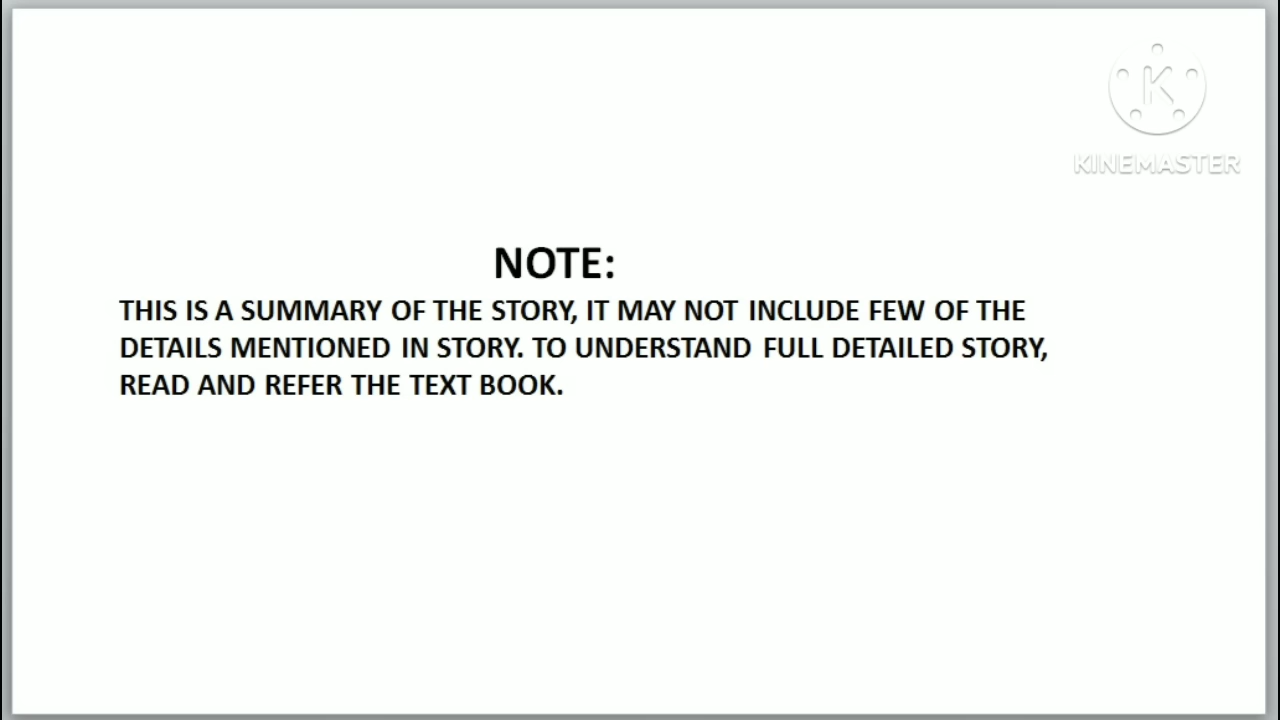 K
KINEMASTER
NOTE:
THIS IS A SUMMARY OF THE STORY, IT MAY NOT INCLUDE FEW OF THE
DETAILS MENTIONED IN STORY. TO UNDERSTAND FULL DETAILED STORY,
READ AND REFER THE TEXT BOOK.